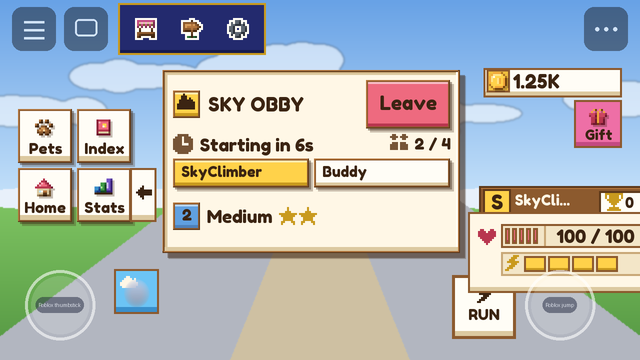 SKY OBBY
Leave
Starting in 6s
2 / 4
SkyClimber
Buddy
2
Medium
1.25K
Gift
Pets
Index
Home
Stats
S
SkyCli...
0
100 / 100
RUN
Roblox thumbstick
Roblox jump